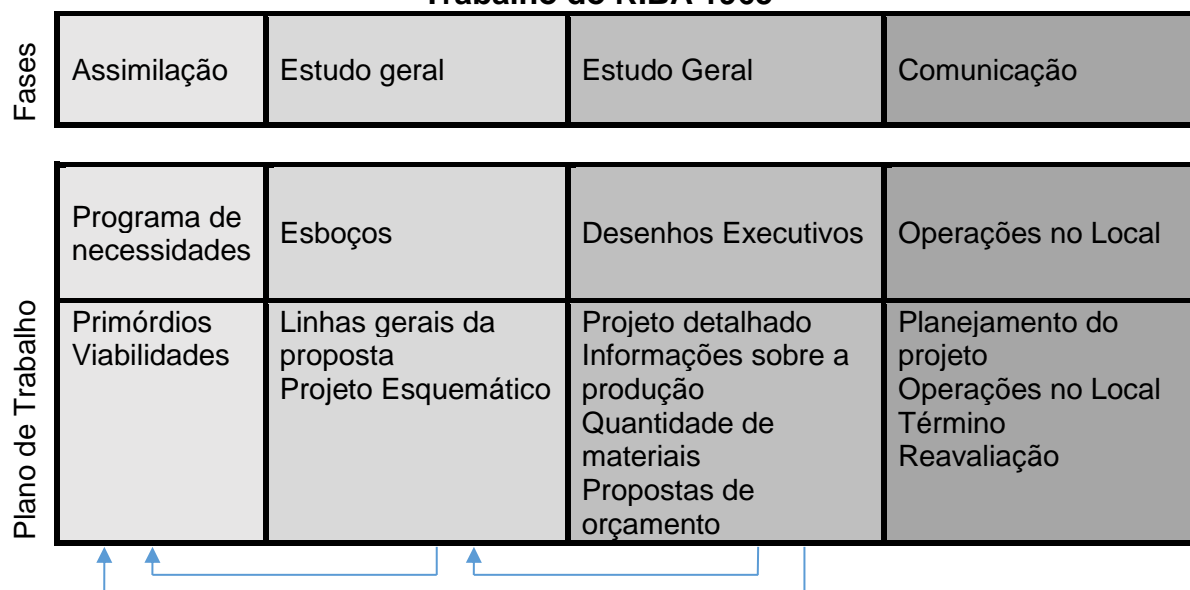 Fases
Assimilação
Estudo geral
Estudo Geral
Comunicação
Plano de Trabalho
Programa de
necessidades
Esboços
Desenhos Executivos
Operações no Local
Primórdios
Viabilidades
Linhas gerais da
proposta
Projeto Esquemático
Projeto detalhado
Informações sobre a
produção
Quantidade de
materiais
Propostas de
orçamento
Planejamento do
projeto
Operações no Local
Término
Reavaliação